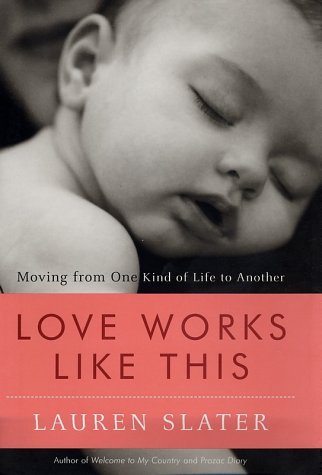 Moving from One Kind of Life to Another
LOVE WORKS
LIKE THIS
LAUREN SLATER
Author of Welcome to My Country and Prozac Diary